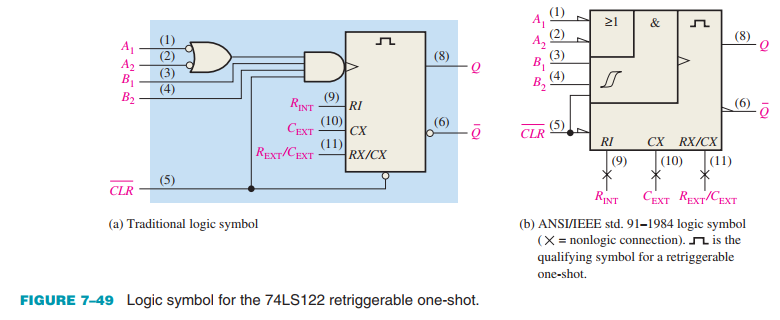 A1 (1)
A2 (2)
B1 (3)
B2 (4)
RINT (9) RI
CEXT (10) CX
REXT/CEXT (11) RX/CX
(8) Q
(6) Q̅
C̅L̅R̅ (5)
(a) Traditional logic symbol
A1 (1)
A2 (2)
B1 (3)
B2 (4)
C̅L̅R̅ (5)
≥1 &
(8) Q
(6) Q̅
RI CX RX/CX
(9) (10) (11)
RINT CEXT REXT/CEXT
(b) ANSI/IEEE std. 91–1984 logic symbol
(✕ = nonlogic connection). is the
qualifying symbol for a retriggerable
one-shot.
FIGURE 7–49 Logic symbol for the 74LS122 retriggerable one-shot.